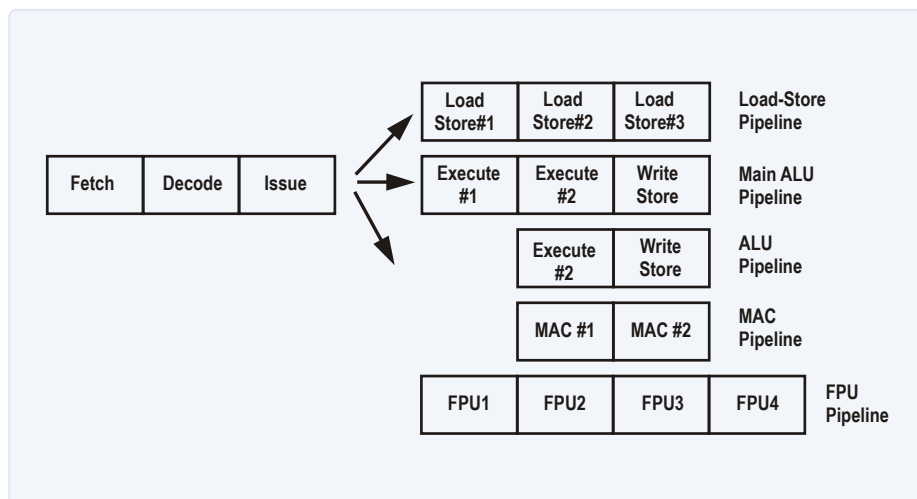 Load Store#1
Load Store#2
Load Store#3
Load-Store Pipeline
Fetch
Decode
Issue
Execute #1
Execute #2
Write Store
Main ALU Pipeline
Execute #2
Write Store
ALU Pipeline
MAC #1
MAC #2
MAC Pipeline
FPU1
FPU2
FPU3
FPU4
FPU Pipeline